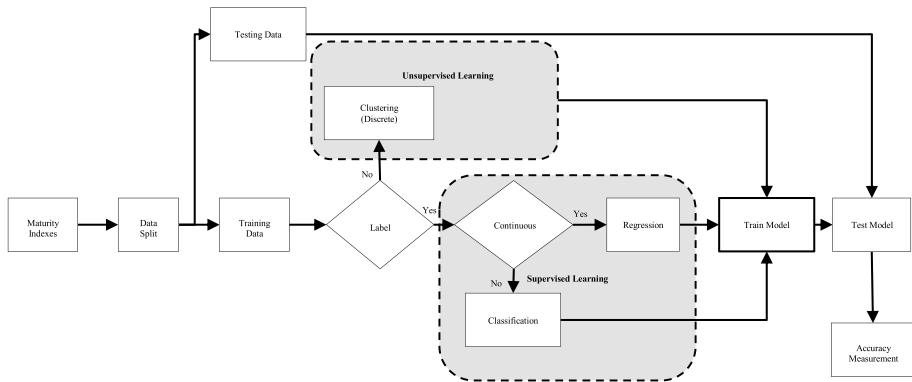 Testing Data
Unsupervised Learning
Clustering
(Discrete)
No
Maturity
Indexes
Data
Split
Training
Data
Label
Yes
Continuous
Yes
Regression
Train Model
Test Model
No
Supervised Learning
Classification
Accuracy
Measurement